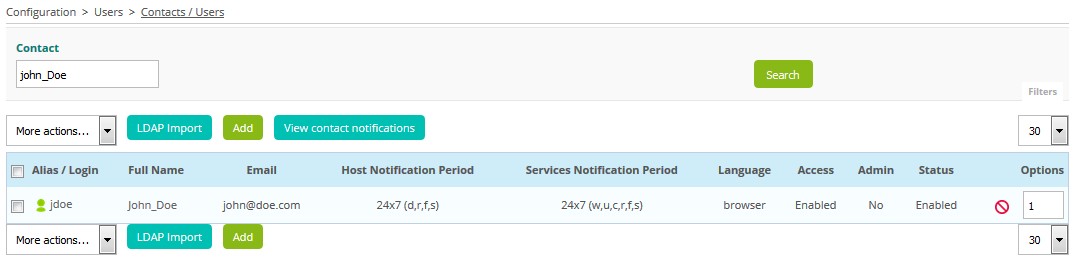 Configuration > Users > Contacts / Users
Contact
john_Doe
Search
Filters
More actions... LDAP Import Add View contact notifications 30
Alias / Login Full Name Email Host Notification Period Services Notification Period Language Access Admin Status Options
jdoe John_Doe john@doe.com 24x7 (d,r,f,s) 24x7 (w,u,c,r,f,s) browser Enabled No Enabled 1
More actions... LDAP Import Add 30